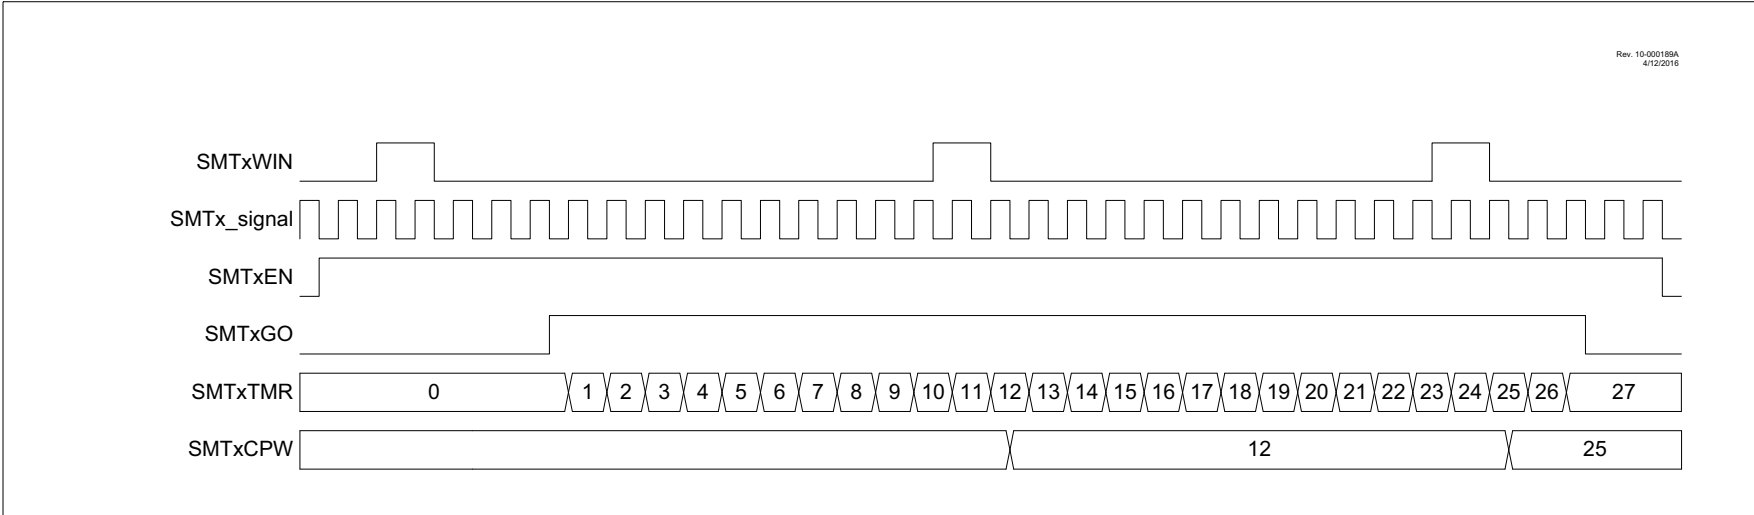 Rev. 10-000189A
4/12/2016
SMTxWIN
SMTx_signal
SMTxEN
SMTxGO
SMTxTMR 0 1 2 3 4 5 6 7 8 9 10 11 12 13 14 15 16 17 18 19 20 21 22 23 24 25 26 27
SMTxCPW 12 25